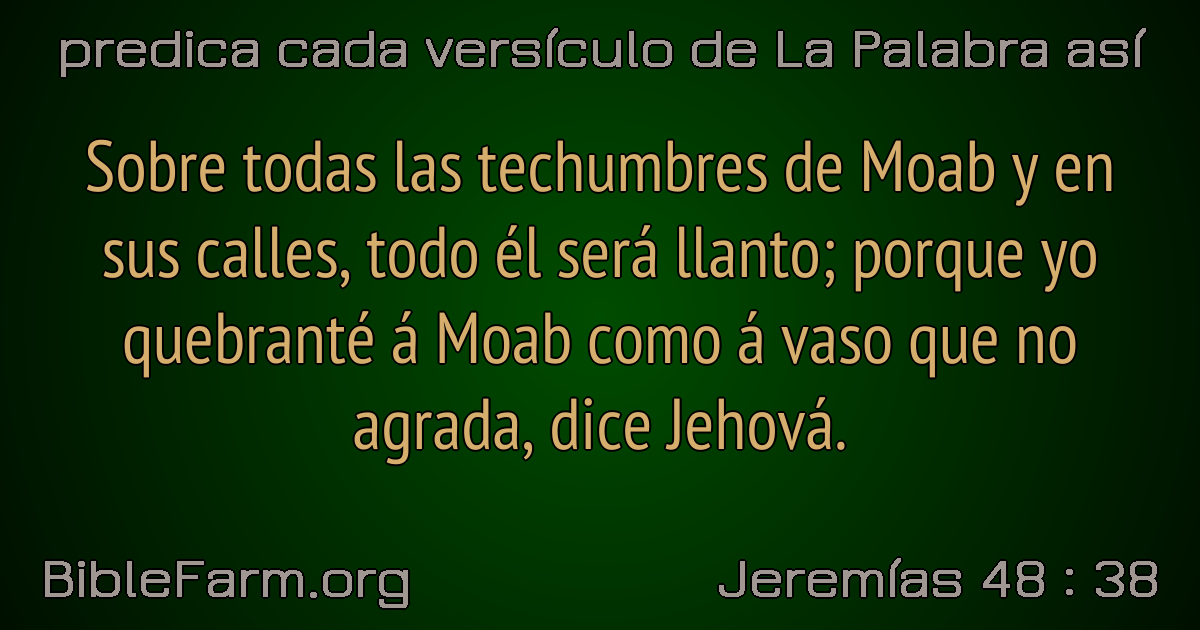 predica cada versículo de La Palabra así
Sobre todas las techumbres de Moab y en
sus calles, todo él será llanto; porque yo
quebranté á Moab como á vaso que no
agrada, dice Jehová.
BibleFarm.org
Jeremías 48 : 38